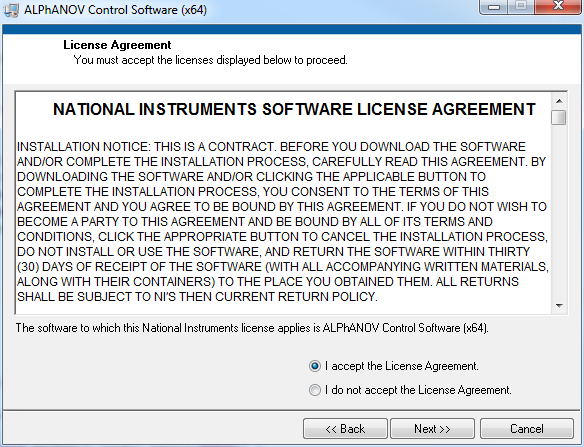 ALPhANOV Control Software (x64)
License Agreement
You must accept the licenses displayed below to proceed.
NATIONAL INSTRUMENTS SOFTWARE LICENSE AGREEMENT
INSTALLATION NOTICE: THIS IS A CONTRACT. BEFORE YOU DOWNLOAD THE SOFTWARE
AND/OR COMPLETE THE INSTALLATION PROCESS, CAREFULLY READ THIS AGREEMENT. BY
DOWNLOADING THE SOFTWARE AND/OR CLICKING THE APPLICABLE BUTTON TO
COMPLETE THE INSTALLATION PROCESS, YOU CONSENT TO THE TERMS OF THIS
AGREEMENT AND YOU AGREE TO BE BOUND BY THIS AGREEMENT. IF YOU DO NOT WISH TO
BECOME A PARTY TO THIS AGREEMENT AND BE BOUND BY ALL OF ITS TERMS AND
CONDITIONS, CLICK THE APPROPRIATE BUTTON TO CANCEL THE INSTALLATION PROCESS,
DO NOT INSTALL OR USE THE SOFTWARE, AND RETURN THE SOFTWARE WITHIN THIRTY
(30) DAYS OF RECEIPT OF THE SOFTWARE (WITH ALL ACCOMPANYING WRITTEN MATERIALS,
ALONG WITH THEIR CONTAINERS) TO THE PLACE YOU OBTAINED THEM. ALL RETURNS
SHALL BE SUBJECT TO NI'S THEN CURRENT RETURN POLICY.
The software to which this National Instruments license applies is ALPhANOV Control Software (x64).
I accept the License Agreement.
I do not accept the License Agreement.
<< Back
Next >>
Cancel